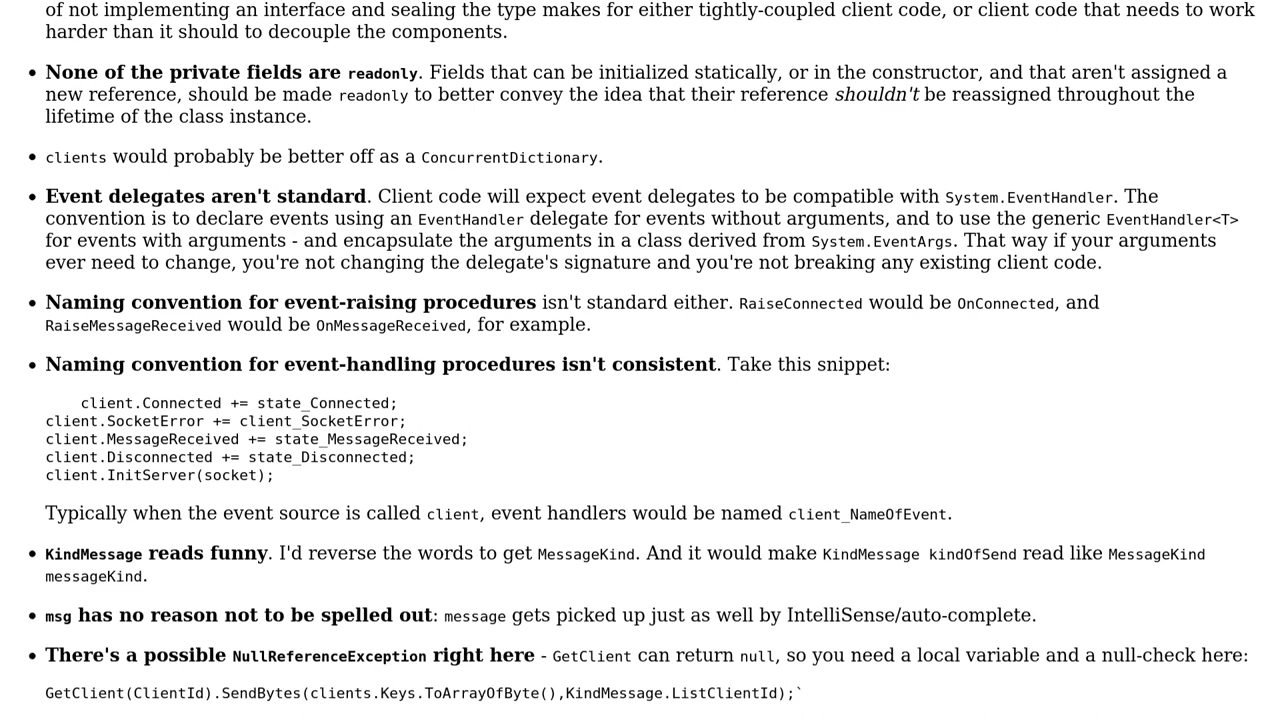 of not implementing an interface and sealing the type makes for either tightly-coupled client code, or client code that needs to work
harder than it should to decouple the components.
• None of the private fields are readonly. Fields that can be initialized statically, or in the constructor, and that aren't assigned a
new reference, should be made readonly to better convey the idea that their reference shouldn't be reassigned throughout the
lifetime of the class instance.
• clients would probably be better off as a ConcurrentDictionary.
• Event delegates aren't standard. Client code will expect event delegates to be compatible with System.EventHandler. The
convention is to declare events using an EventHandler delegate for events without arguments, and to use the generic EventHandler<T>
for events with arguments - and encapsulate the arguments in a class derived from System.EventArgs. That way if your arguments
ever need to change, you're not changing the delegate's signature and you're not breaking any existing client code.
• Naming convention for event-raising procedures isn't standard either. RaiseConnected would be OnConnected, and
RaiseMessageReceived would be OnMessageReceived, for example.
• Naming convention for event-handling procedures isn't consistent. Take this snippet:
    client.Connected += state_Connected;
client.SocketError += client_SocketError;
client.MessageReceived += state_MessageReceived;
client.Disconnected += state_Disconnected;
client.InitServer(socket);
Typically when the event source is called client, event handlers would be named client_NameOfEvent.
• KindMessage reads funny. I'd reverse the words to get MessageKind. And it would make KindMessage kindOfSend read like MessageKind
messageKind.
• msg has no reason not to be spelled out: message gets picked up just as well by IntelliSense/auto-complete.
• There's a possible NullReferenceException right here - GetClient can return null, so you need a local variable and a null-check here:
GetClient(ClientId).SendBytes(clients.Keys.ToArrayOfByte(),KindMessage.ListClientId);`